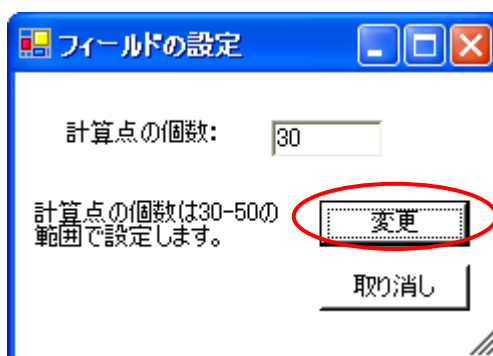 フィールドの設定
計算点の個数:
30
計算点の個数は30-50の
範囲で設定します。
変更
取り消し